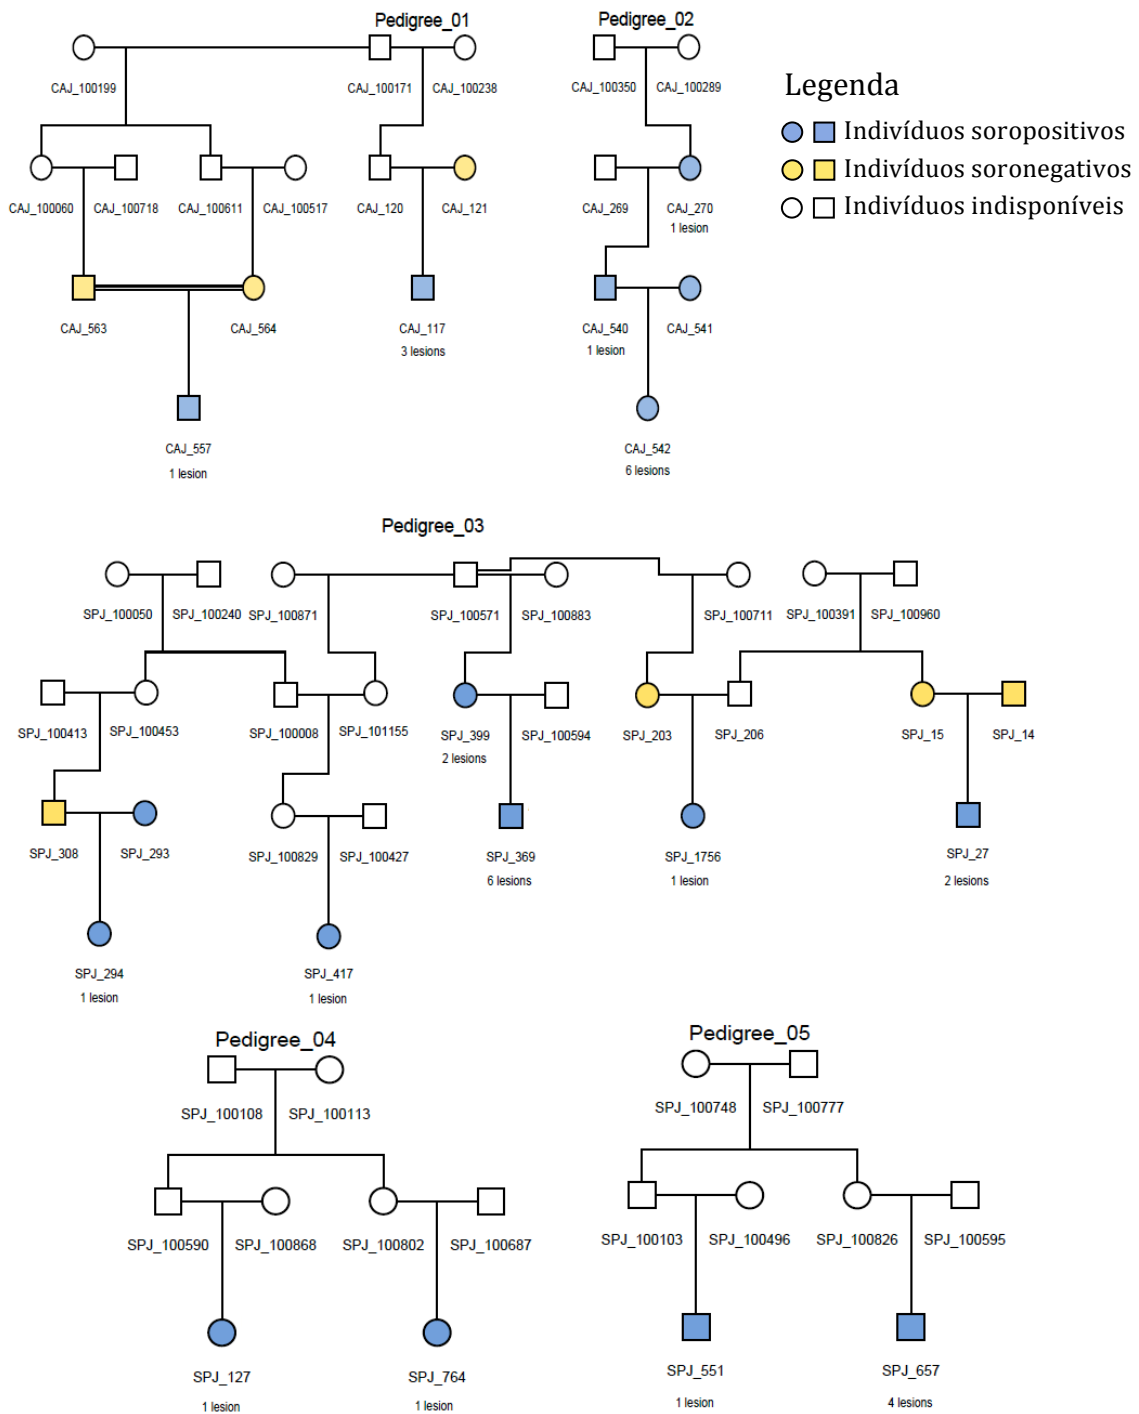 Pedigree_01
Pedigree_02
CAJ_100199
CAJ_100171
CAJ_100238
CAJ_100350
CAJ_100289
Legenda
Indivíduos soropositivos
Indivíduos soronegativos
Indivíduos indisponíveis
CAJ_100060
CAJ_100718
CAJ_100611
CAJ_100517
CAJ_120
CAJ_121
CAJ_269
CAJ_270
1 lesion
CAJ_563
CAJ_564
CAJ_117
3 lesions
CAJ_540
1 lesion
CAJ_541
CAJ_557
1 lesion
CAJ_542
6 lesions
Pedigree_03
SPJ_100050
SPJ_100240
SPJ_100871
SPJ_100571
SPJ_100883
SPJ_100711
SPJ_100391
SPJ_100960
SPJ_100413
SPJ_100453
SPJ_100008
SPJ_101155
SPJ_399
2 lesions
SPJ_100594
SPJ_203
SPJ_206
SPJ_15
SPJ_14
SPJ_308
SPJ_293
SPJ_100829
SPJ_100427
SPJ_369
6 lesions
SPJ_1756
1 lesion
SPJ_27
2 lesions
SPJ_294
1 lesion
SPJ_417
1 lesion
Pedigree_04
Pedigree_05
SPJ_100108
SPJ_100113
SPJ_100748
SPJ_100777
SPJ_100590
SPJ_100868
SPJ_100802
SPJ_100687
SPJ_100103
SPJ_100496
SPJ_100826
SPJ_100595
SPJ_127
1 lesion
SPJ_764
1 lesion
SPJ_551
1 lesion
SPJ_657
4 lesions